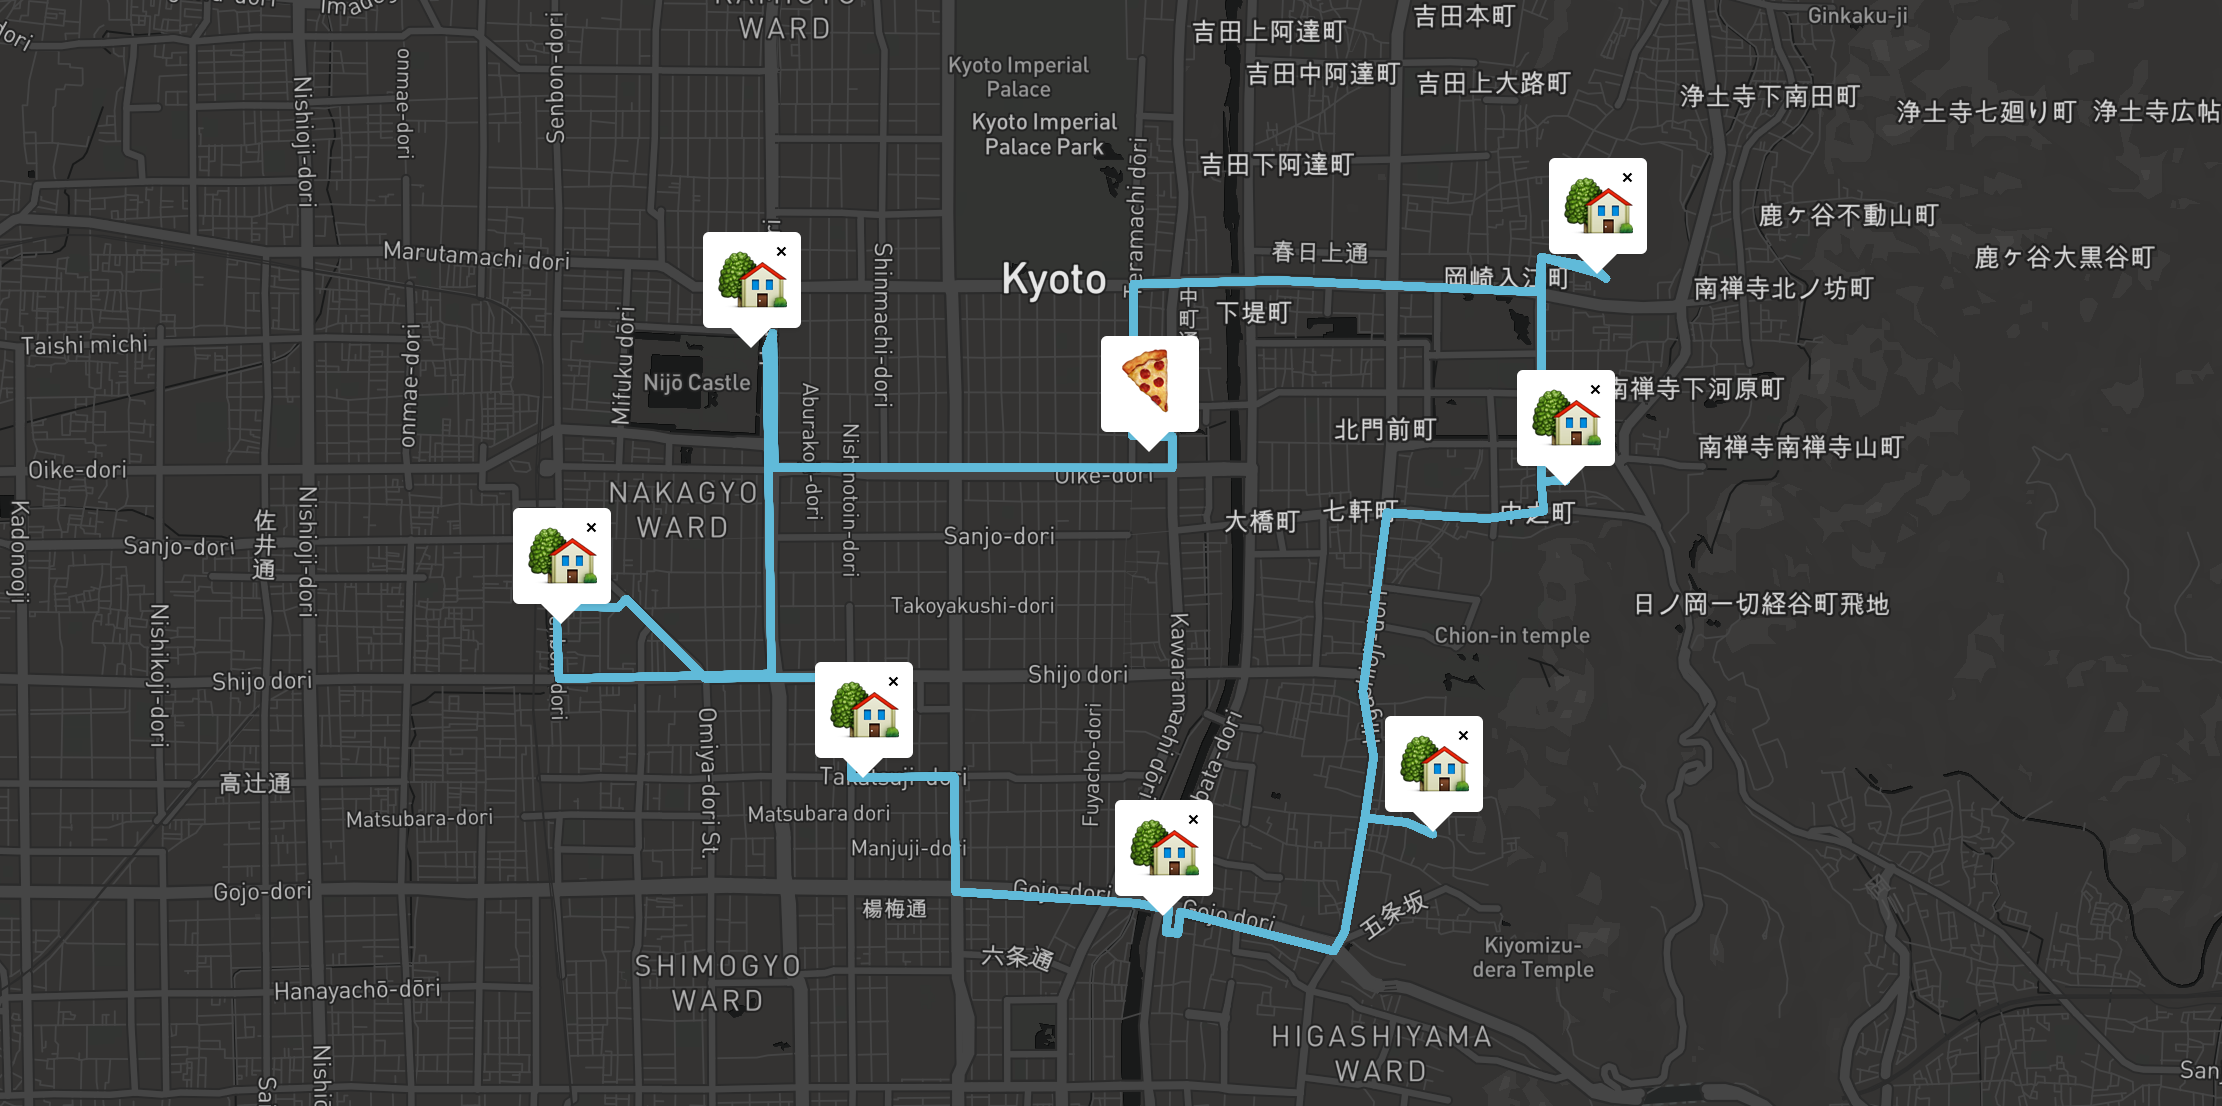 WARD
吉田上阿達町
吉田本町
Ginkaku-ji
Kyoto Imperial
Palace
吉田中阿達町
吉田上大路町
浄土寺下南田町
浄土寺七廻り町
浄土寺広帖
Nishioji-dori
onmae-dori
Senbon-dori
Kyoto Imperial
Palace Park
吉田下阿達町
Teramachi dōri
鹿ケ谷不動山町
鹿ケ谷大黒谷町
Marutamachi dori
Shinmachi-dori
Kyoto
春日上通
岡崎入江町
南禅寺北ノ坊町
下堤町
Taishi michi
onmae-dori
Mifuku dōri
Nijō Castle
Aburako
-dori
南禅寺下河原町
北門前町
南禅寺南禅寺山町
Oike-dori
Oike-dori
NAKAGYO
WARD
Nishinotoin-dori
Kadonooji
佐井通
Nishioji-dori
Sanjo-dori
Sanjo-dori
大橋町
七軒町
中之町
Nishikoji-dori
Takoyakushi-dori
Kawaramachi dori
Chion-in temple
日ノ岡一切経谷町飛地
Shijo dori
Shijo dori
Omiya-dori St.
Fuyacho-dori
高辻通
Takatsuji-dori
Matsubara-dori
Matsubara dori
Manjuji-dori
Gojo-dori
Gojo-dori
Gojo dori
楊梅通
五条坂
六条通
Kiyomizu-
dera Temple
SHIMOGYO
WARD
Hanayachō-dōri
HIGASHIYAMA
WARD